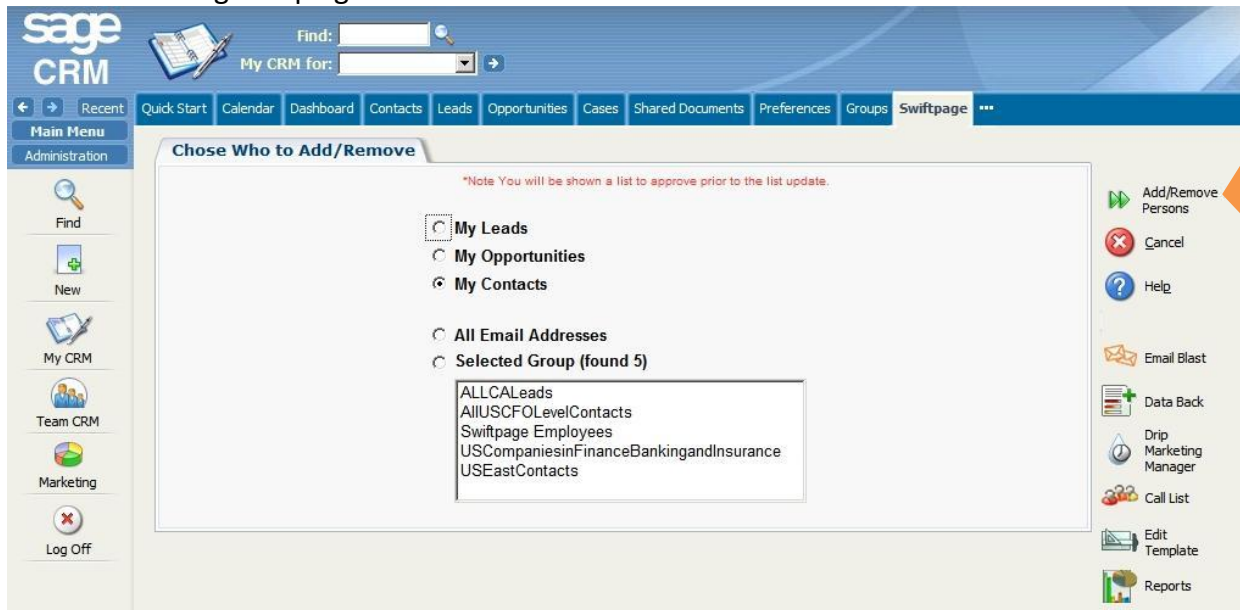 sage
CRM
Find:
My CRM for:
Recent
Quick Start Calendar Dashboard Contacts Leads Opportunities Cases Shared Documents Preferences Groups Swiftpage •••
Main Menu
Administration
Find
New
My CRM
Team CRM
Marketing
Log Off
Chose Who to Add/Remove
*Note You will be shown a list to approve prior to the list update.
My Leads
My Opportunities
My Contacts
All Email Addresses
Selected Group (found 5)
ALLCALeads
AllUSCFOLevelContacts
Swiftpage Employees
USCompaniesinFinanceBankingandInsurance
USEastContacts
Add/Remove
Persons
Cancel
Help
Email Blast
Data Back
Drip
Marketing
Manager
Call List
Edit
Template
Reports